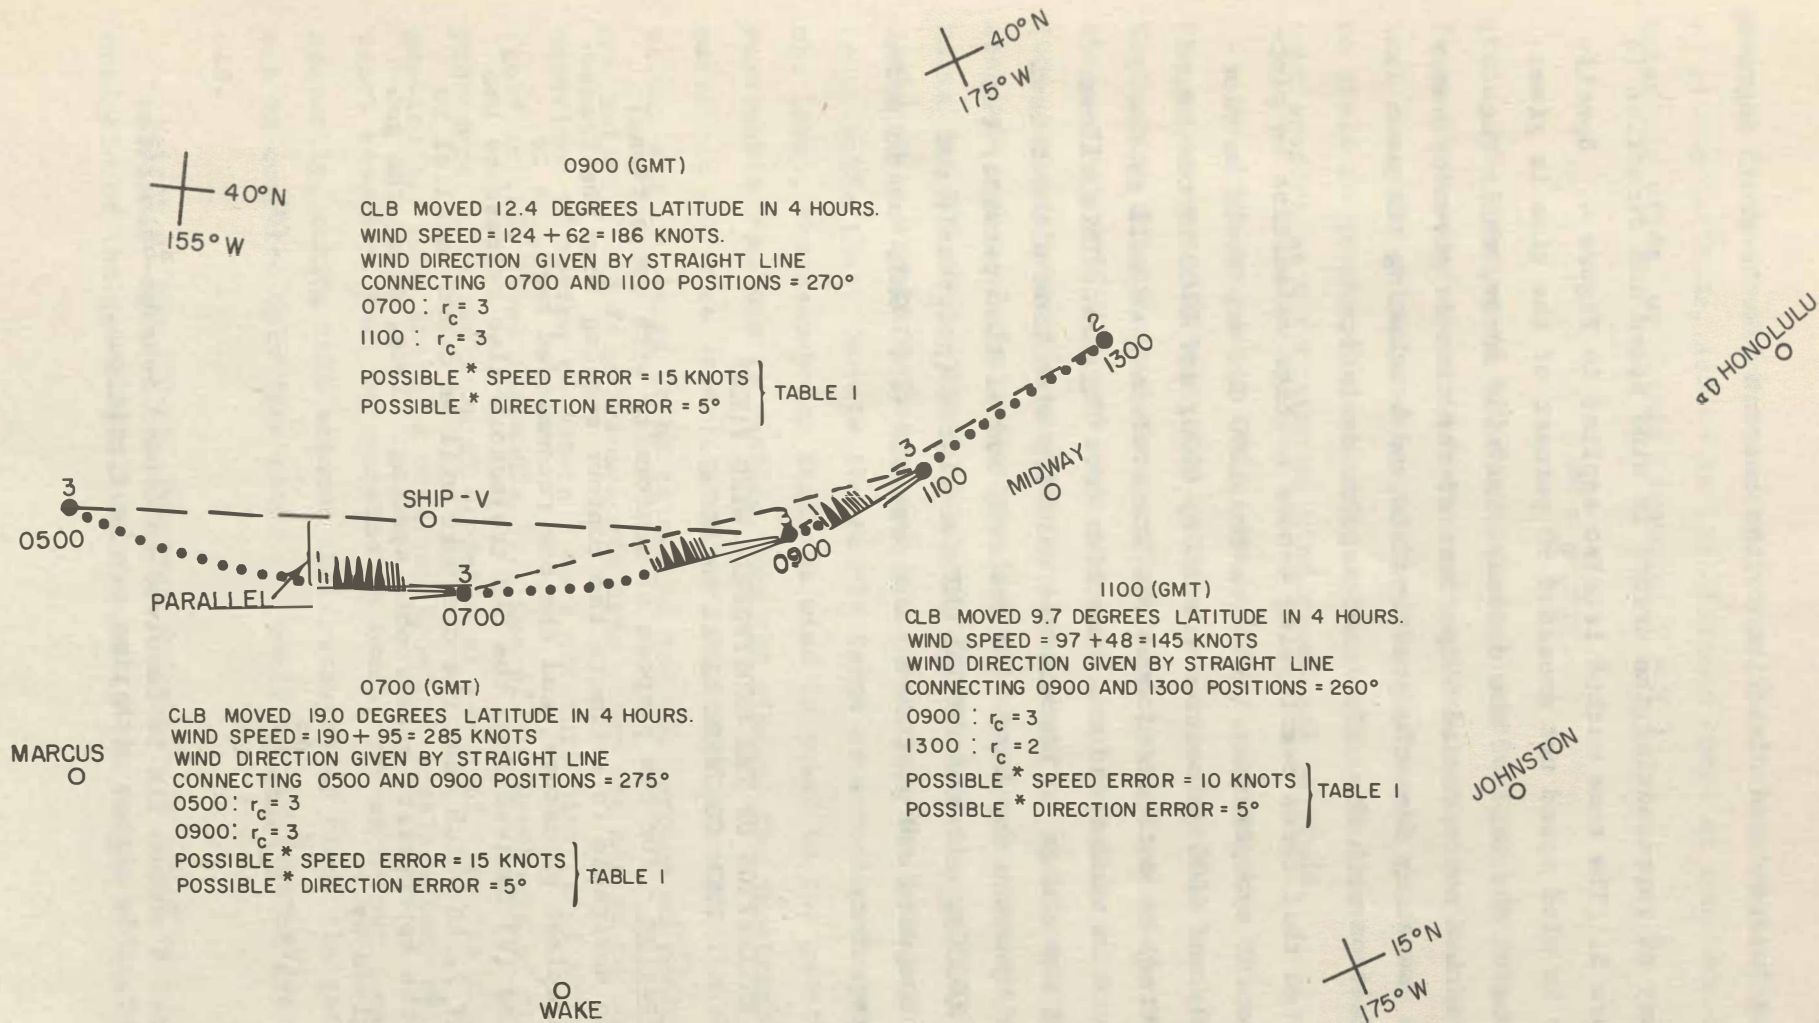 40°N
175°W
40°N
155°W
0900 (GMT)
CLB MOVED 12.4 DEGREES LATITUDE IN 4 HOURS.
WIND SPEED = 124 + 62 = 186 KNOTS.
WIND DIRECTION GIVEN BY STRAIGHT LINE
CONNECTING 0700 AND 1100 POSITIONS = 270°
0700: rc = 3
1100: rc = 3
POSSIBLE * SPEED ERROR = 15 KNOTS
POSSIBLE * DIRECTION ERROR = 5°
TABLE 1
2
1300
HONOLULU
3
1100
MIDWAY
3
0500
SHIP-V
3
0900
PARALLEL
3
0700
0700 (GMT)
CLB MOVED 19.0 DEGREES LATITUDE IN 4 HOURS.
WIND SPEED = 190 + 95 = 285 KNOTS
WIND DIRECTION GIVEN BY STRAIGHT LINE
CONNECTING 0500 AND 0900 POSITIONS = 275°
0500: rc = 3
0900: rc = 3
POSSIBLE * SPEED ERROR = 15 KNOTS
POSSIBLE * DIRECTION ERROR = 5°
TABLE 1
MARCUS
1100 (GMT)
CLB MOVED 9.7 DEGREES LATITUDE IN 4 HOURS.
WIND SPEED = 97 + 48 = 145 KNOTS
WIND DIRECTION GIVEN BY STRAIGHT LINE
CONNECTING 0900 AND 1300 POSITIONS = 260°
0900: rc = 3
1300: rc = 2
POSSIBLE * SPEED ERROR = 10 KNOTS
POSSIBLE * DIRECTION ERROR = 5°
TABLE 1
JOHNSTON
WAKE
15°N
175°W